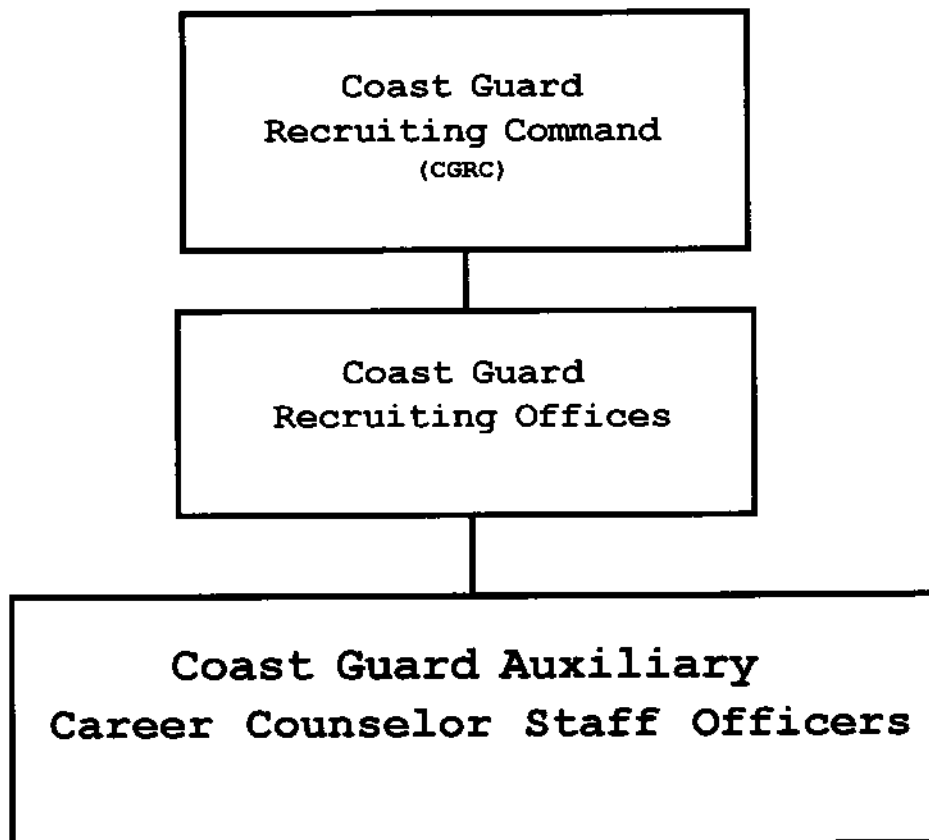 Coast Guard
Recruiting Command
(CGRC)
Coast Guard
Recruiting Offices
Coast Guard Auxiliary
Career Counselor Staff Officers